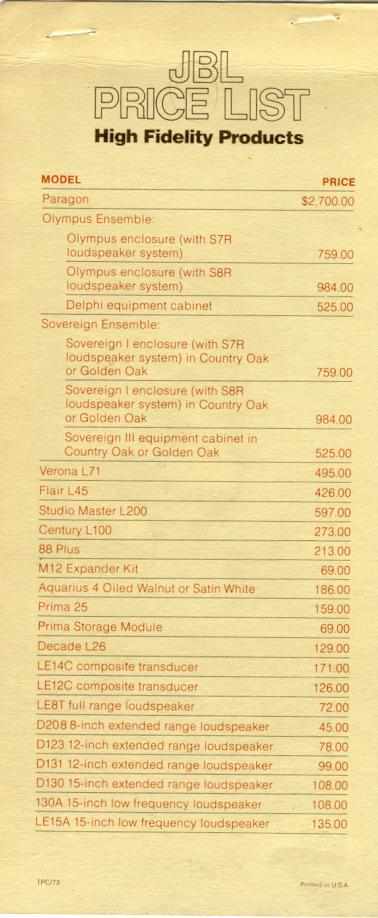 JBL
PRICE LIST
High Fidelity Products
MODEL PRICE
Paragon $2,700.00
Olympus Ensemble:
Olympus enclosure (with S7R
loudspeaker system) 759.00
Olympus enclosure (with S8R
loudspeaker system) 984.00
Delphi equipment cabinet 525.00
Sovereign Ensemble:
Sovereign I enclosure (with S7R
loudspeaker system) in Country Oak
or Golden Oak 759.00
Sovereign I enclosure (with S8R
loudspeaker system) in Country Oak
or Golden Oak 984.00
Sovereign III equipment cabinet in
Country Oak or Golden Oak 525.00
Verona L71 495.00
Flair L45 426.00
Studio Master L200 597.00
Century L100 273.00
88 Plus 213.00
M12 Expander Kit 69.00
Aquarius 4 Oiled Walnut or Satin White 186.00
Prima 25 159.00
Prima Storage Module 69.00
Decade L26 129.00
LE14C composite transducer 171.00
LE12C composite transducer 126.00
LE8T full range loudspeaker 72.00
D208 8-inch extended range loudspeaker 45.00
D123 12-inch extended range loudspeaker 78.00
D131 12-inch extended range loudspeaker 99.00
D130 15-inch extended range loudspeaker 108.00
130A 15-inch low frequency loudspeaker 108.00
LE15A 15-inch low frequency loudspeaker 135.00
1PC/73 Printed in U.S.A.